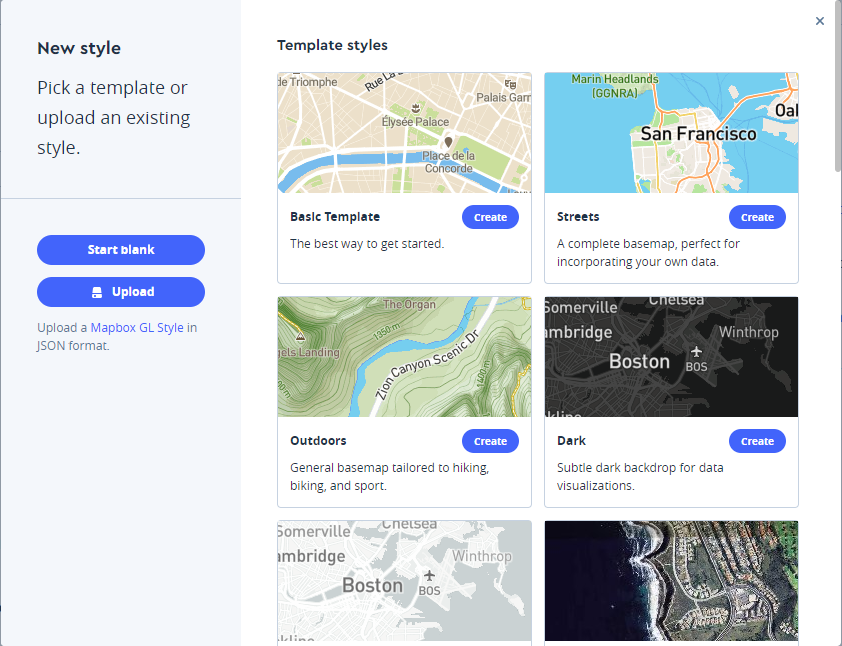 New style
Pick a template or
upload an existing
style.
Start blank
Upload
Upload a Mapbox GL Style in
JSON format.
Template styles
de Triomphe
Rue La
Palais Garn
Élysée Palace
Place de la
Concorde
Basic Template
Create
The best way to get started.
Marin Headlands
(GGNRA)
Oal
San Francisco
Streets
Create
A complete basemap, perfect for
incorporating your own data.
The Organ
1350m
gels Landing
Zion Canyon Scenic Dr
1400m
00m
Outdoors
Create
General basemap tailored to hiking,
biking, and sport.
Somerville
Chelsea
ambridge
Winthrop
Boston
BOS
okline
Dark
Create
Subtle dark backdrop for data
visualizations.
Somerville
Chelsea
ambridge
Winthrop
Boston
BOS
okline